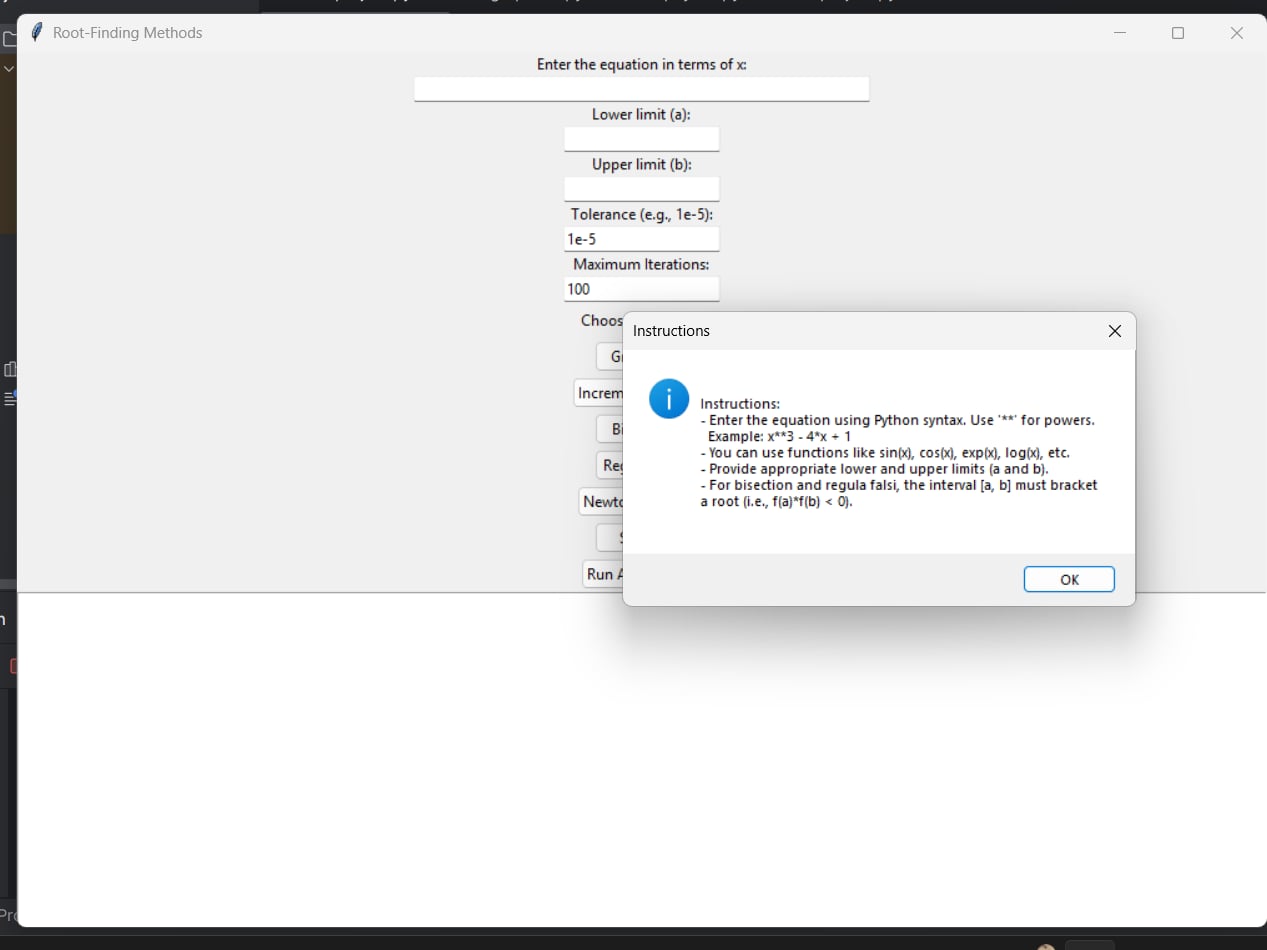 Root-Finding Methods
Enter the equation in terms of x:
Lower limit (a):
Upper limit (b):
Tolerance (e.g., 1e-5):
1e-5
Maximum Iterations:
100
Instructions
Instructions:
- Enter the equation using Python syntax. Use '**' for powers.
Example: x**3 - 4*x + 1
- You can use functions like sin(x), cos(x), exp(x), log(x), etc.
- Provide appropriate lower and upper limits (a and b).
- For bisection and regula falsi, the interval [a, b] must bracket
a root (i.e., f(a)*f(b) < 0).
OK
Choos
G
Increm
Bi
Reg
Newto
Run A